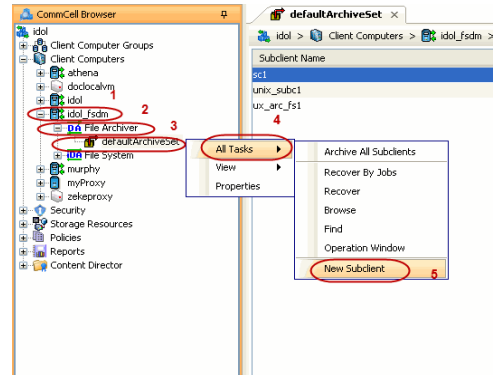 CommCell Browser
idol
Client Computer Groups
Client Computers
athena
doclocalvm
1
idol
idol_fsdm
2
File Archiver
3
defaultArchiveSet
File System
murphy
myProxy
zekeproxy
Security
Storage Resources
Policies
Reports
Content Director
defaultArchiveSet ×
idol > Client Computers > idol_fsdm >
Subclient Name
sc1
unix_subc1
ux_arc_fs1
4
All Tasks
View
Properties
Archive All Subclients
Recover By Jobs
Recover
Browse
Find
Operation Window
New Subclient
5